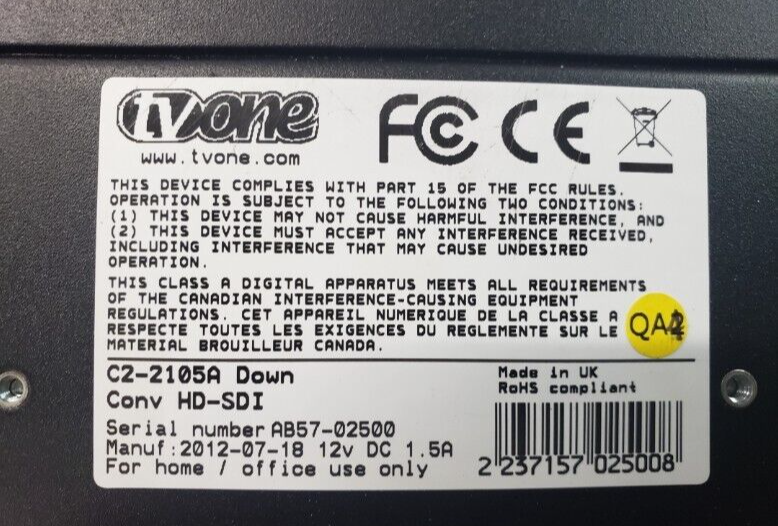 tvone
www.tvone.com
FC CE
THIS DEVICE COMPLIES WITH PART 15 OF THE FCC RULES.
OPERATION IS SUBJECT TO THE FOLLOWING TWO CONDITIONS:
(1) THIS DEVICE MAY NOT CAUSE HARMFUL INTERFERENCE, AND
(2) THIS DEVICE MUST ACCEPT ANY INTERFERENCE RECEIVED,
INCLUDING INTERFERENCE THAT MAY CAUSE UNDESIRED
OPERATION.
THIS CLASS A DIGITAL APPARATUS MEETS ALL REQUIREMENTS
OF THE CANADIAN INTERFERENCE-CAUSING EQUIPMENT
REGULATIONS. CET APPAREIL NUMERIQUE DE LA CLASSE A
RESPECTE TOUTES LES EXIGENCES DU REGLEMENTE SUR LE
MATERIAL BROUILLEUR CANADA.
C2-2105A Down
Conv HD-SDI
Serial number AB57-02500
Manuf:2012-07-18 12v DC 1.5A
For home / office use only
Made in UK
RoHS compliant
2 237157 025008